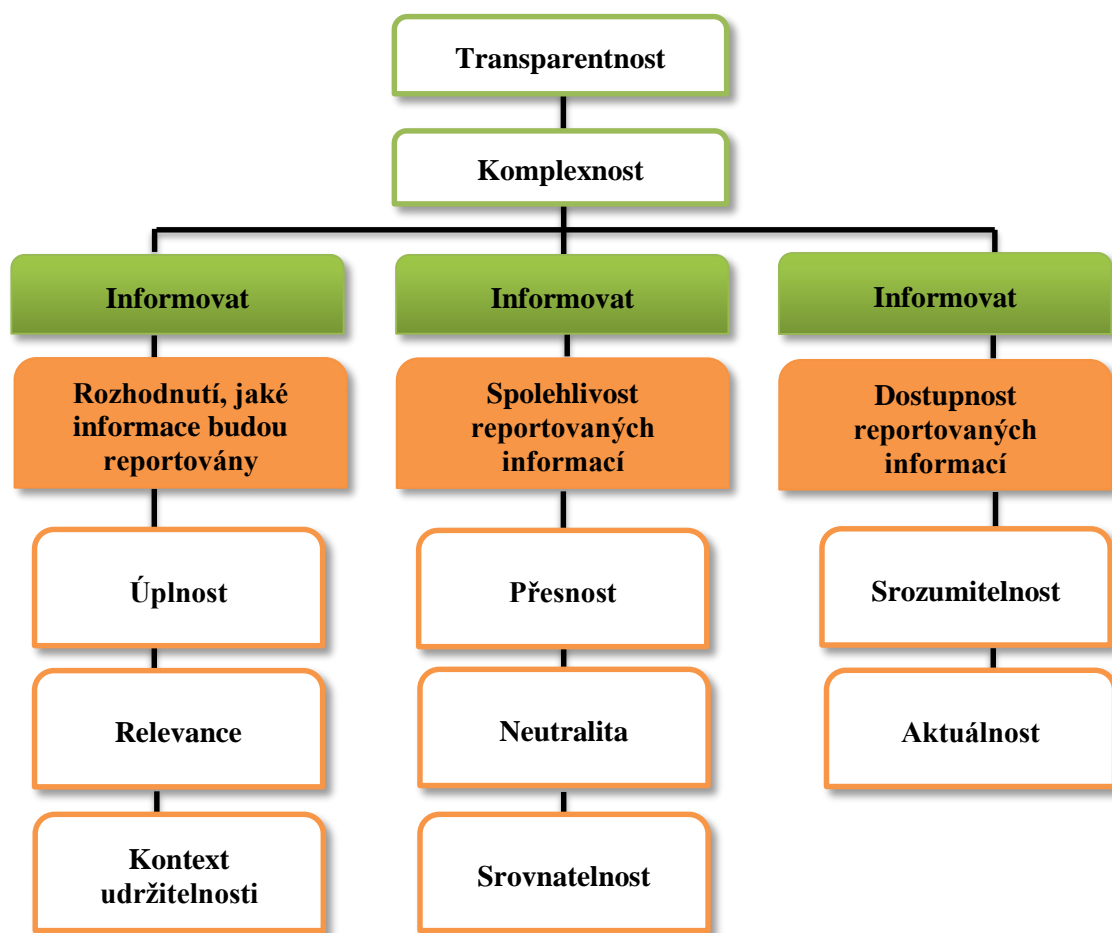 Transparentnost
Komplexnost
Informovat
Informovat
Informovat
Rozhodnutí, jaké
informace budou
reportovány
Spolehlivost
reportovaných
informací
Dostupnost
reportovaných
informací
Úplnost
Přesnost
Srozumitelnost
Relevance
Neutralita
Aktuálnost
Kontext
udržitelnosti
Srovnatelnost